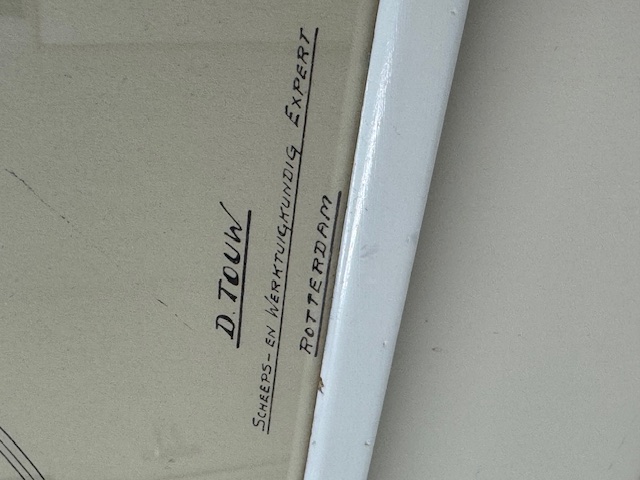 D. TOUW
SCHEEPS- EN WERKTUIGKUNDIG EXPERT
ROTTERDAM